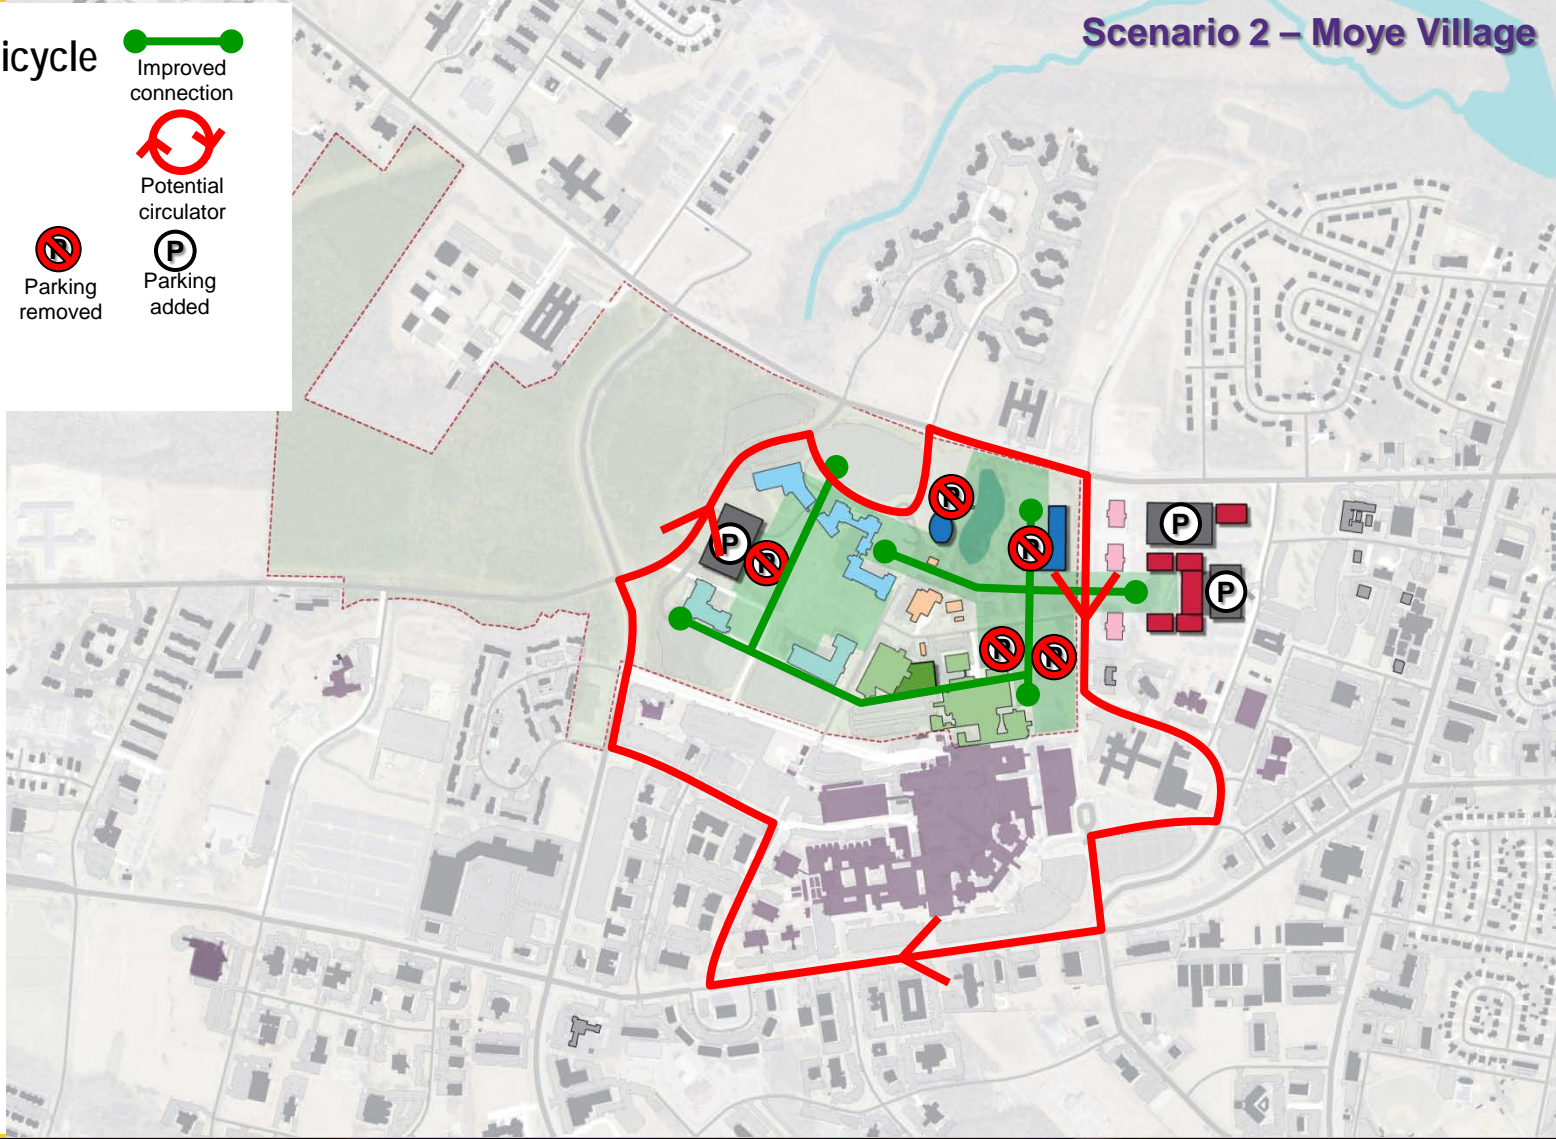 Scenario 2 – Moye Village
icycle
Improved
connection
Potential
circulator
P
P
Parking
removed
Parking
added
P
P
P
P
P
P
P
P